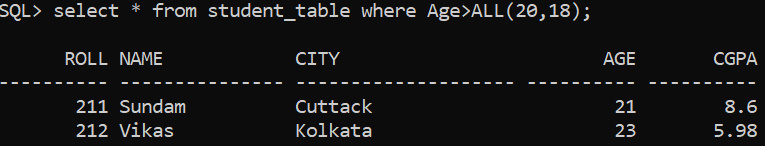 SQL> select * from student_table where Age>ALL(20,18);
ROLL NAME CITY AGE CGPA
---------- --------------- -------------------- ---------- ----------
211 Sundam Cuttack 21 8.6
212 Vikas Kolkata 23 5.98